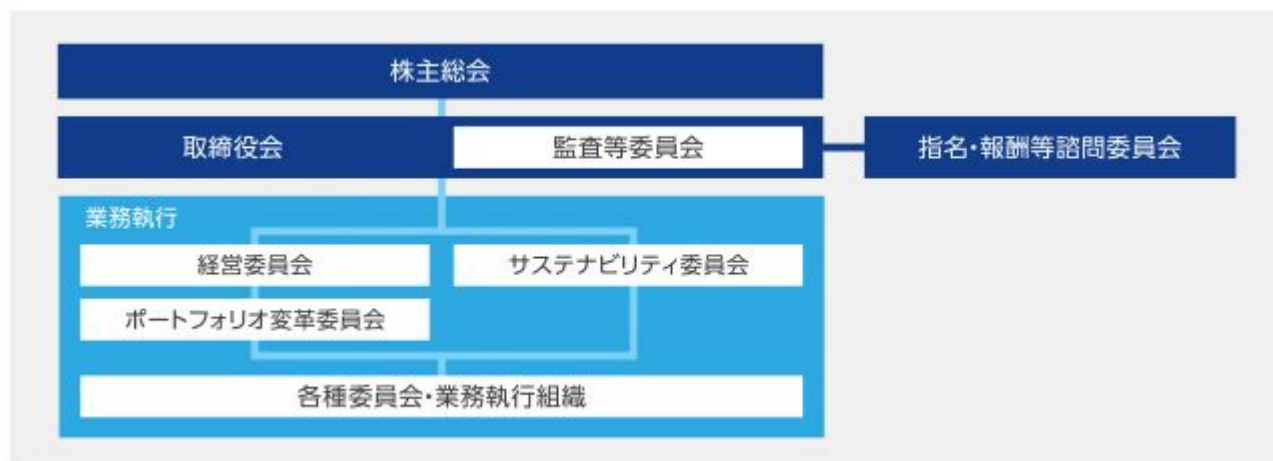 株主総会
取締役会
監査等委員会
指名・報酬等諮問委員会
業務執行
経営委員会
サステナビリティ委員会
ポートフォリオ変革委員会
各種委員会・業務執行組織